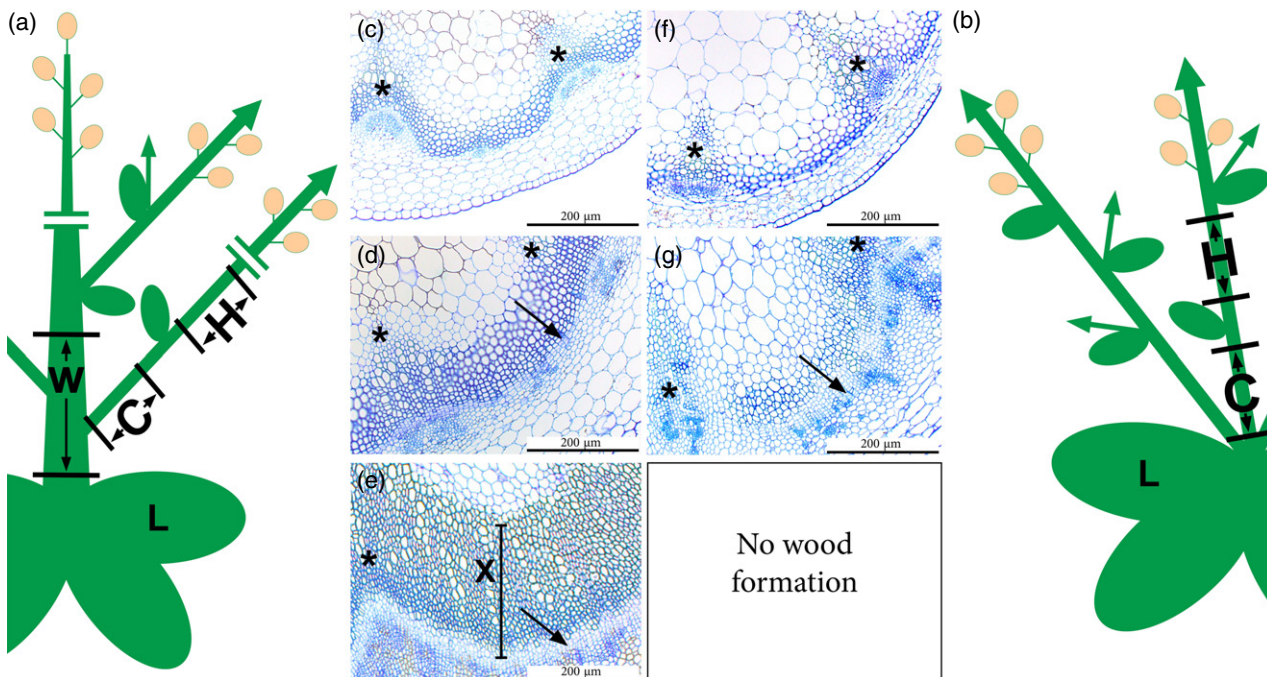 (a)
W
C
H
L
(c)
*
*
200 µm
(f)
*
*
200 µm
(d)
*
*
200 µm
(g)
*
*
200 µm
(e)
*
X
200 µm
No wood
formation
(b)
H
C
L